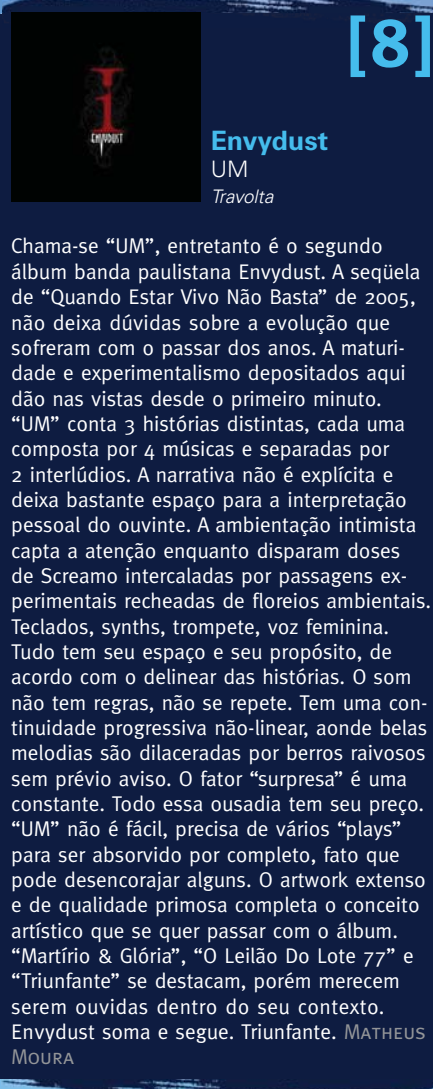 [8]
I
ENVYDUST
Envydust
UM
Travolta
Chama-se “UM”, entretanto é o segundo
álbum banda paulistana Envydust. A seqüela
de “Quando Estar Vivo Não Basta” de 2005,
não deixa dúvidas sobre a evolução que
sofreram com o passar dos anos. A maturi-
dade e experimentalismo depositados aqui
dão nas vistas desde o primeiro minuto.
“UM” conta 3 histórias distintas, cada uma
composta por 4 músicas e separadas por
2 interlúdios. A narrativa não é explícita e
deixa bastante espaço para a interpretação
pessoal do ouvinte. A ambientação intimista
capta a atenção enquanto disparam doses
de Screamo intercaladas por passagens ex-
perimentais recheadas de floreios ambientais.
Teclados, synths, trompete, voz feminina.
Tudo tem seu espaço e seu propósito, de
acordo com o delinear das histórias. O som
não tem regras, não se repete. Tem uma con-
tinuidade progressiva não-linear, aonde belas
melodias são dilaceradas por berros raivosos
sem prévio aviso. O fator “surpresa” é uma
constante. Todo essa ousadia tem seu preço.
“UM” não é fácil, precisa de vários “plays”
para ser absorvido por completo, fato que
pode desencorajar alguns. O artwork extenso
e de qualidade primosa completa o conceito
artístico que se quer passar com o álbum.
“Martírio & Glória”, “O Leilão Do Lote 77” e
“Triunfante” se destacam, porém merecem
serem ouvidas dentro do seu contexto.
Envydust soma e segue. Triunfante. MATHEUS
MOURA